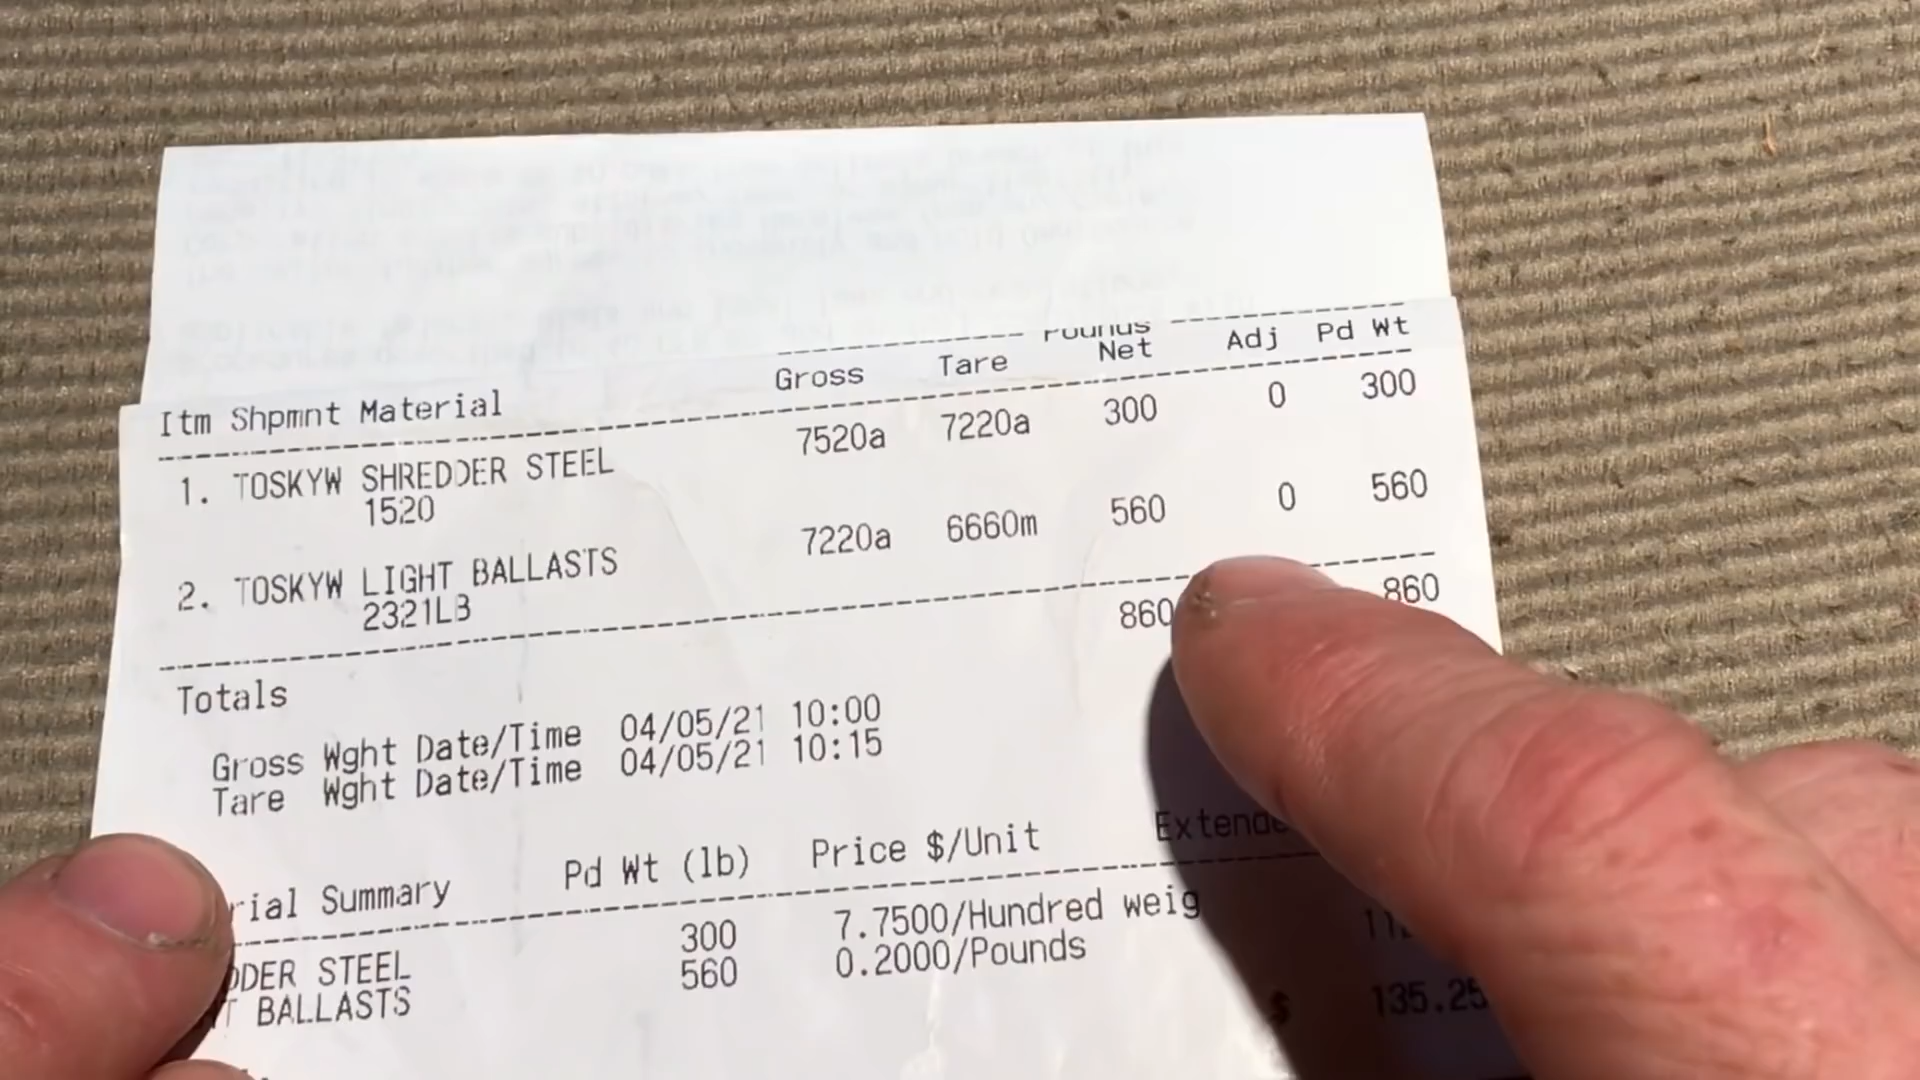 Pounds
Itm Shpmnt Material Gross Tare Net Adj Pd Wt
1. TOSKYW SHREDDER STEEL 7520a 7220a 300 0 300
1520
2. TOSKYW LIGHT BALLASTS 7220a 6660m 560 0 560
2321LB
Totals 860 860
Gross Wght Date/Time 04/05/21 10:00
Tare Wght Date/Time 04/05/21 10:15
rial Summary Pd Wt (lb) Price $/Unit Extende
DDER STEEL 300 7.7500/Hundred weig
T BALLASTS 560 0.2000/Pounds
$ 135.25